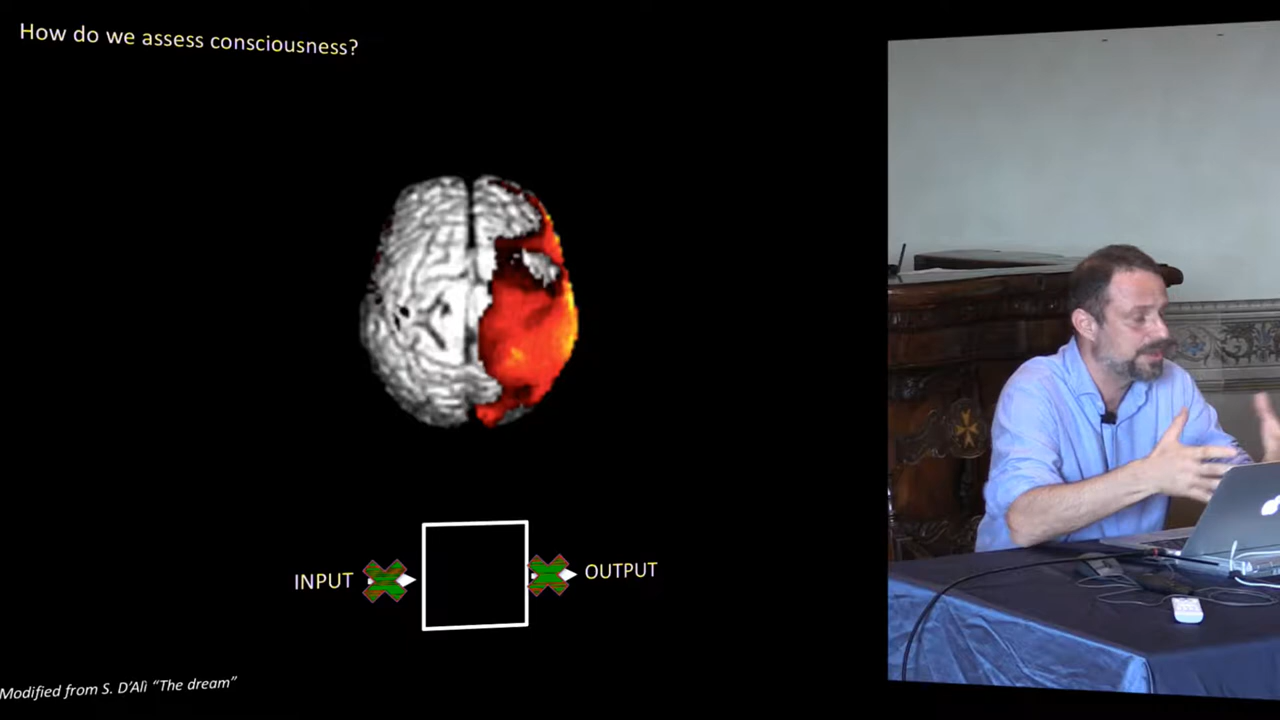 How do we assess consciousness?
INPUT
OUTPUT
Modified from S. D'Alì "The dream"